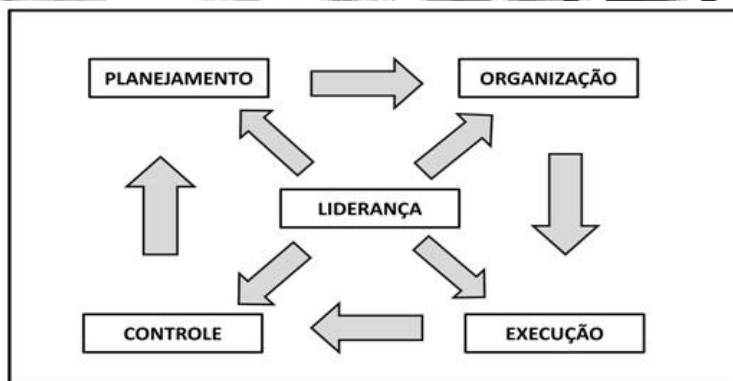 PLANEJAMENTO
ORGANIZAÇÃO
LIDERANÇA
CONTROLE
EXECUÇÃO